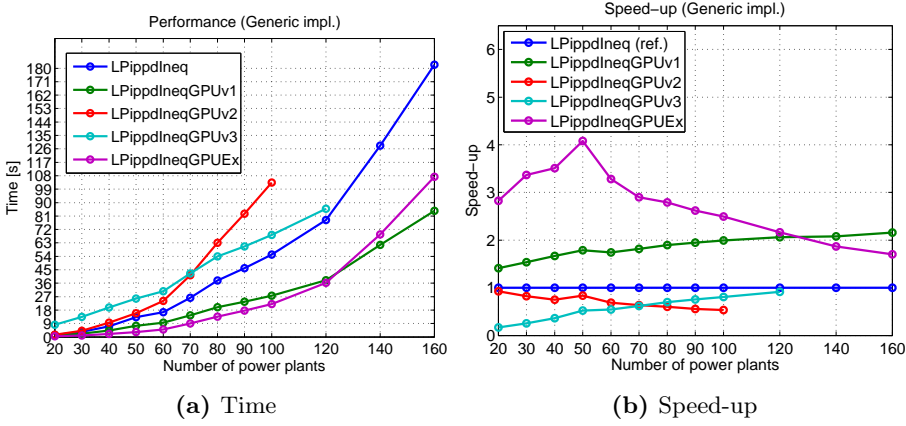 Performance (Generic impl.)
LPippdIneq
LPippdIneqGPUv1
LPippdIneqGPUv2
LPippdIneqGPUv3
LPippdIneqGPUEx
Time [s]
180
171
162
153
144
135
126
117
108
99
90
81
72
63
54
45
36
27
18
9
0
20 30 40 50 60 70 80 90 100 120 140 160
Number of power plants
(a) Time
Speed-up (Generic impl.)
LPippdIneq (ref.)
LPippdIneqGPUv1
LPippdIneqGPUv2
LPippdIneqGPUv3
LPippdIneqGPUEx
Speed-up
6
5
4
3
2
1
0
20 30 40 50 60 70 80 90 100 120 140 160
Number of power plants
(b) Speed-up